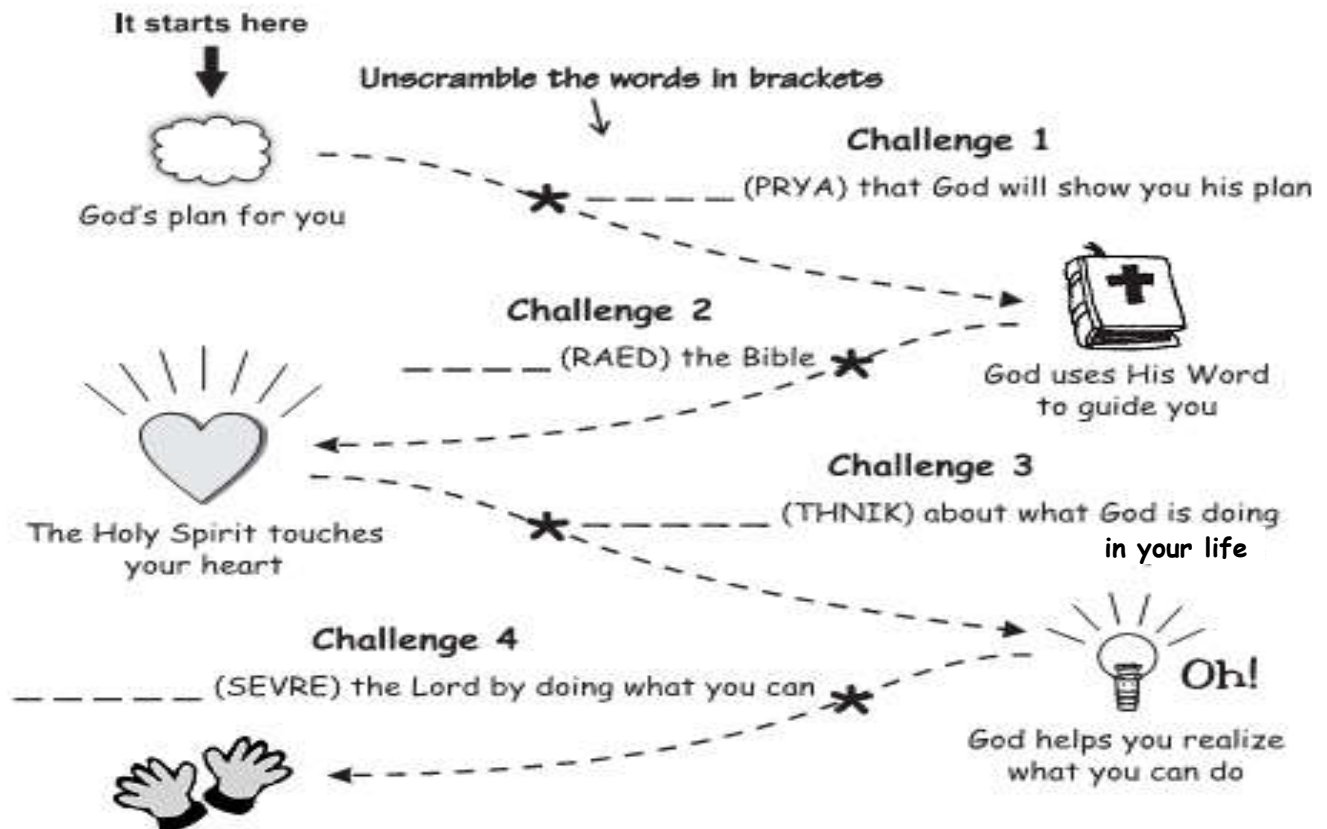 It starts here
Unscramble the words in brackets
God's plan for you
Challenge 1
_ _ _ _ (PRYA) that God will show you his plan
God uses His Word
to guide you
Challenge 2
_ _ _ _ (RAED) the Bible
The Holy Spirit touches
your heart
Challenge 3
_ _ _ _ _ (THNIK) about what God is doing
in your life
Oh!
God helps you realize
what you can do
Challenge 4
_ _ _ _ _ (SEVRE) the Lord by doing what you can